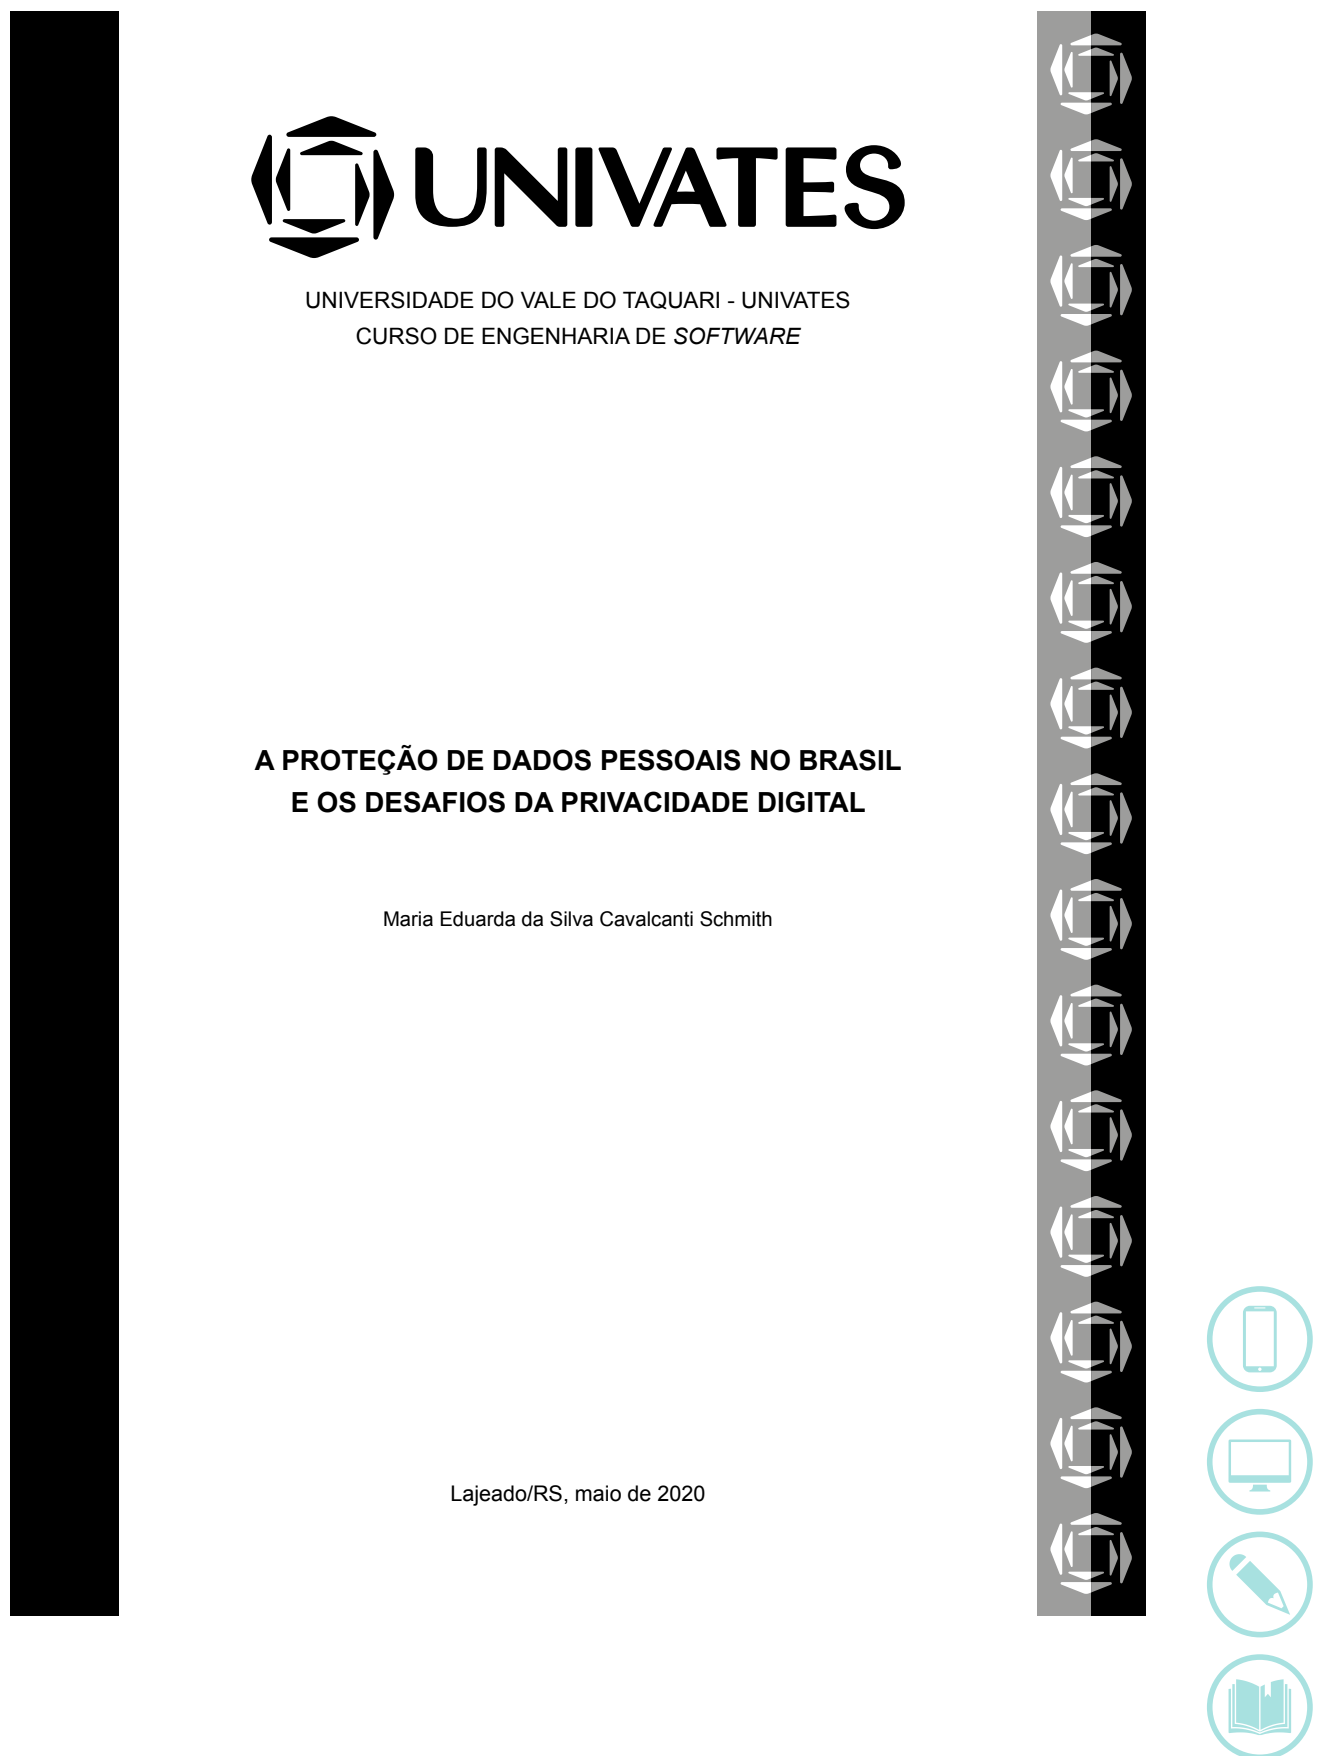 UNIVATES
UNIVERSIDADE DO VALE DO TAQUARI - UNIVATES
CURSO DE ENGENHARIA DE SOFTWARE
A PROTEÇÃO DE DADOS PESSOAIS NO BRASIL
E OS DESAFIOS DA PRIVACIDADE DIGITAL
Maria Eduarda da Silva Cavalcanti Schmith
Lajeado/RS, maio de 2020